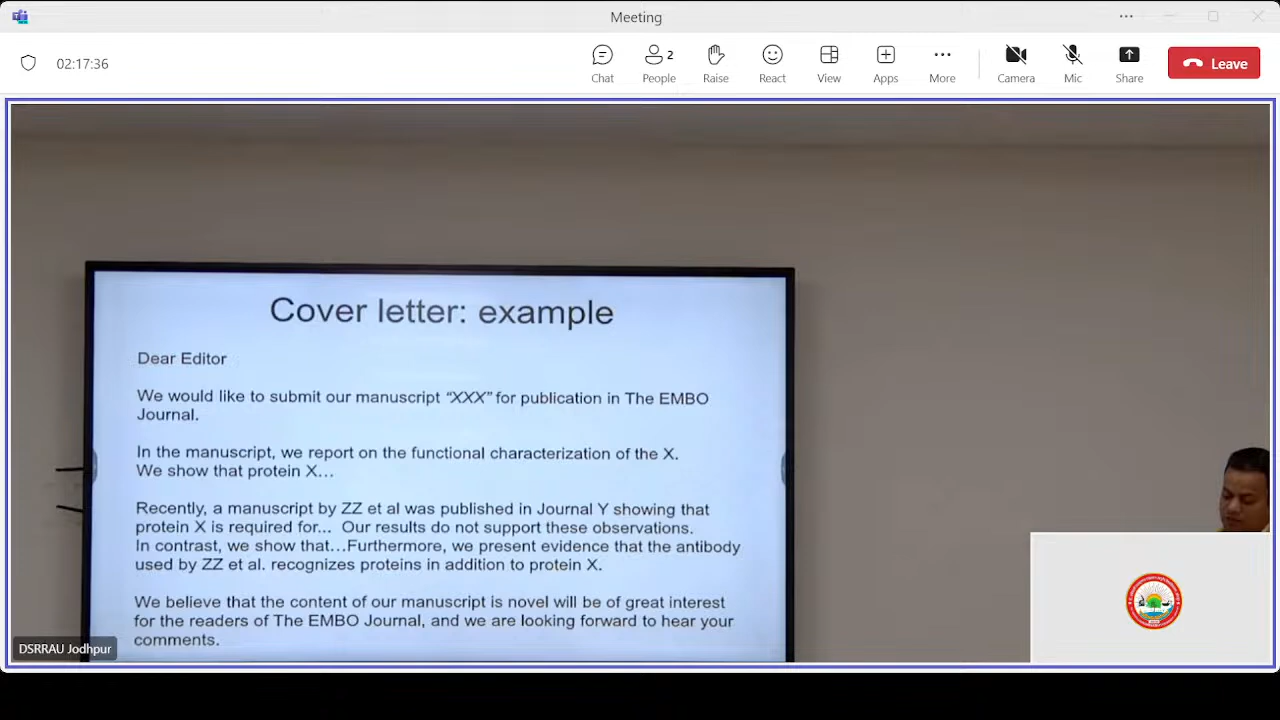 Meeting
02:17:36
Chat
People
2
Raise
React
View
Apps
More
Camera
Mic
Share
Leave
Cover letter: example
Dear Editor
We would like to submit our manuscript “XXX” for publication in The EMBO
Journal.
In the manuscript, we report on the functional characterization of the X.
We show that protein X...
Recently, a manuscript by ZZ et al was published in Journal Y showing that
protein X is required for... Our results do not support these observations.
In contrast, we show that...Furthermore, we present evidence that the antibody
used by ZZ et al. recognizes proteins in addition to protein X.
We believe that the content of our manuscript is novel will be of great interest
for the readers of The EMBO Journal, and we are looking forward to hear your
comments.
DSRRAU Jodhpur